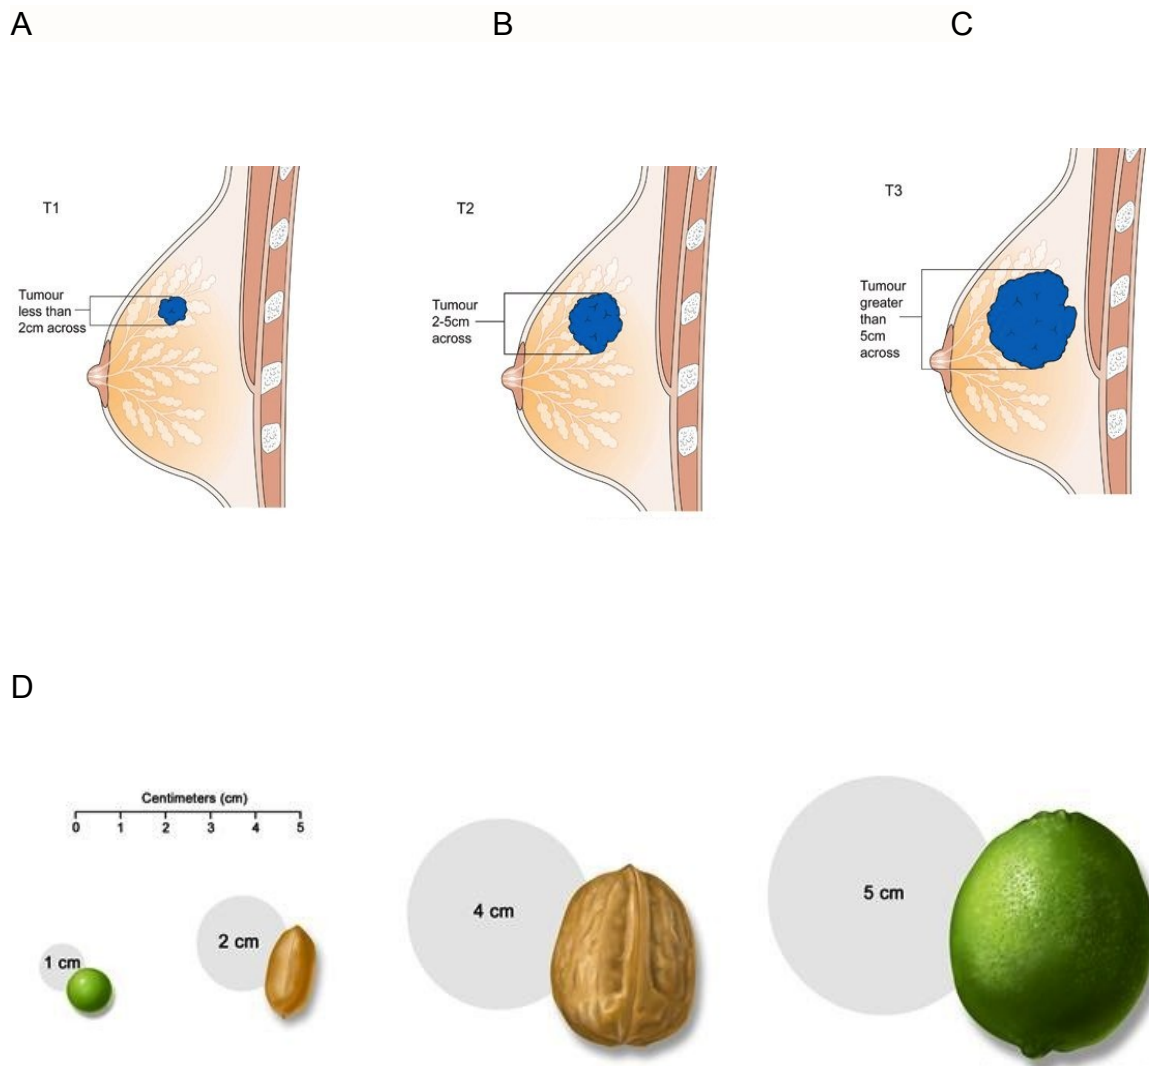 A
B
C
T1
Tumour
less than
2cm across
T2
Tumour
2-5cm
across
T3
Tumour
greater
than
5cm
across
D
Centimeters (cm)
0 1 2 3 4 5
1 cm
2 cm
4 cm
5 cm